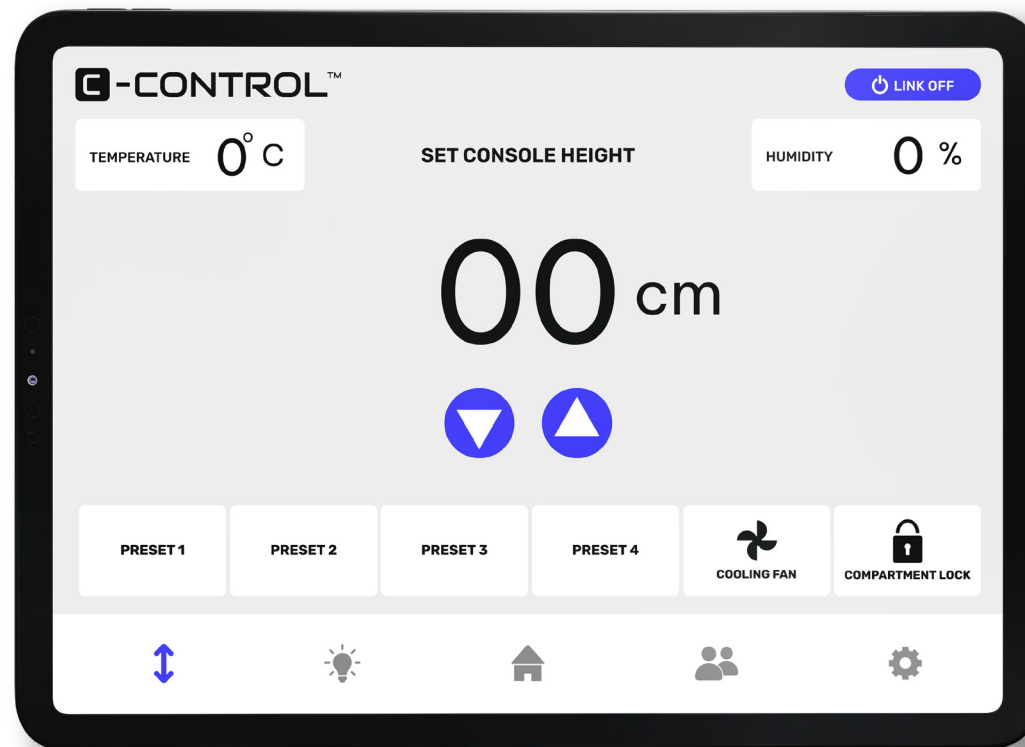 C-CONTROL™
LINK OFF
TEMPERATURE 0° C
SET CONSOLE HEIGHT
HUMIDITY 0 %
00 cm
PRESET 1
PRESET 2
PRESET 3
PRESET 4
COOLING FAN
COMPARTMENT LOCK